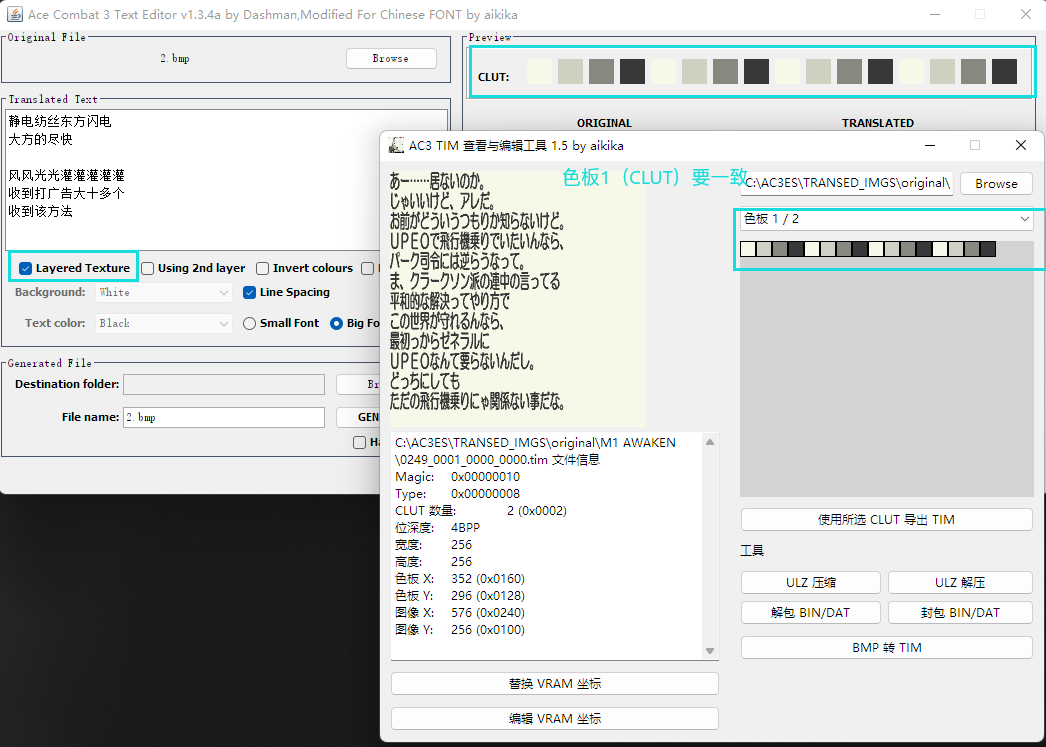 Ace Combat 3 Text Editor v1.3.4a by Dashman,Modified For Chinese FONT by aikika
Original File
2.bmp
Browse
Translated Text
静电纺丝东方闪电
大方的尽快
风风光光灌灌灌灌灌
收到打广告大十多个
收到该方法
Layered Texture
Using 2nd layer
Invert colours
Background:
White
Line Spacing
Text color:
Black
Small Font
Big Fo
Generated File
Destination folder:
Br
File name:
2.bmp
GEN
Ha
Preview
CLUT:
ORIGINAL
TRANSLATED
AC3 TIM 查看与编辑工具 1.5 by aikika
あー……居ないのか。
じゃいいけど、アレだ。
お前がどういうつもりか知らないけど。
UPEOで飛行機乗りでいたいんなら、
パーク司令には逆らうなって。
ま、クラークソン派の連中の言ってる
平和的な解決ってやり方で
この世界が守れるんなら、
最初っからゼネラルに
UPEOなんて要らないんだし。
どっちにしても
ただの飛行機乗りにゃ関係ない事だな。
色板1（CLUT）要一致
C:\AC3ES\TRANSED_IMGS\original\
Browse
色板 1 / 2
C:\AC3ES\TRANSED_IMGS\original\M1 AWAKEN
\0249_0001_0000_0000.tim 文件信息
Magic: 0x00000010
Type: 0x00000008
CLUT 数量: 2 (0x0002)
位深度: 4BPP
宽度: 256
高度: 256
色板 X: 352 (0x0160)
色板 Y: 296 (0x0128)
图像 X: 576 (0x0240)
图像 Y: 256 (0x0100)
替换 VRAM 坐标
编辑 VRAM 坐标
使用所选 CLUT 导出 TIM
工具
ULZ 压缩
ULZ 解压
解包 BIN/DAT
封包 BIN/DAT
BMP 转 TIM